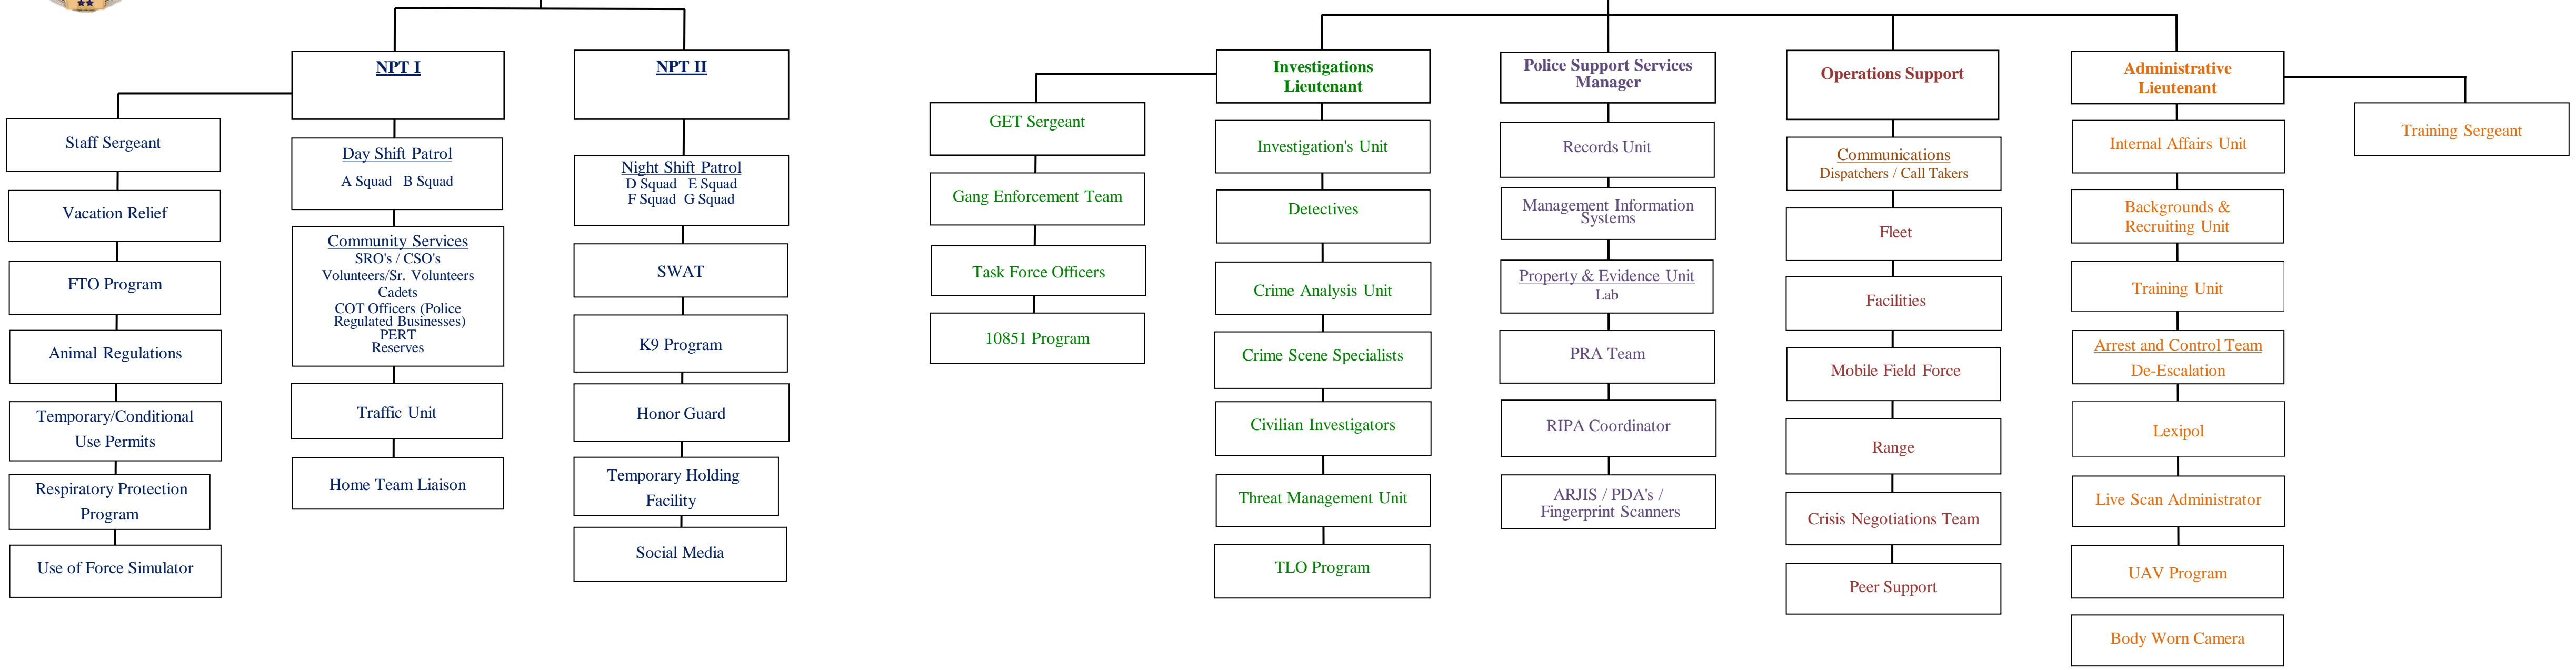 NPT I
Staff Sergeant
Vacation Relief
FTO Program
Animal Regulations
Temporary/Conditional
Use Permits
Respiratory Protection
Program
Use of Force Simulator
Day Shift Patrol
A Squad B Squad
Community Services
SRO's / CSO's
Volunteers/Sr. Volunteers
Cadets
COT Officers (Police
Regulated Businesses)
PERT
Reserves
Traffic Unit
Home Team Liaison
NPT II
Night Shift Patrol
D Squad E Squad
F Squad G Squad
SWAT
K9 Program
Honor Guard
Temporary Holding
Facility
Social Media
Investigations
Lieutenant
GET Sergeant
Gang Enforcement Team
Task Force Officers
10851 Program
Investigation's Unit
Detectives
Crime Analysis Unit
Crime Scene Specialists
Civilian Investigators
Threat Management Unit
TLO Program
Police Support Services
Manager
Records Unit
Management Information
Systems
Property & Evidence Unit
Lab
PRA Team
RIPA Coordinator
ARJIS / PDA's /
Fingerprint Scanners
Operations Support
Communications
Dispatchers / Call Takers
Fleet
Facilities
Mobile Field Force
Range
Crisis Negotiations Team
Peer Support
Administrative
Lieutenant
Internal Affairs Unit
Backgrounds &
Recruiting Unit
Training Unit
Arrest and Control Team
De-Escalation
Lexipol
Live Scan Administrator
UAV Program
Body Worn Camera
Training Sergeant